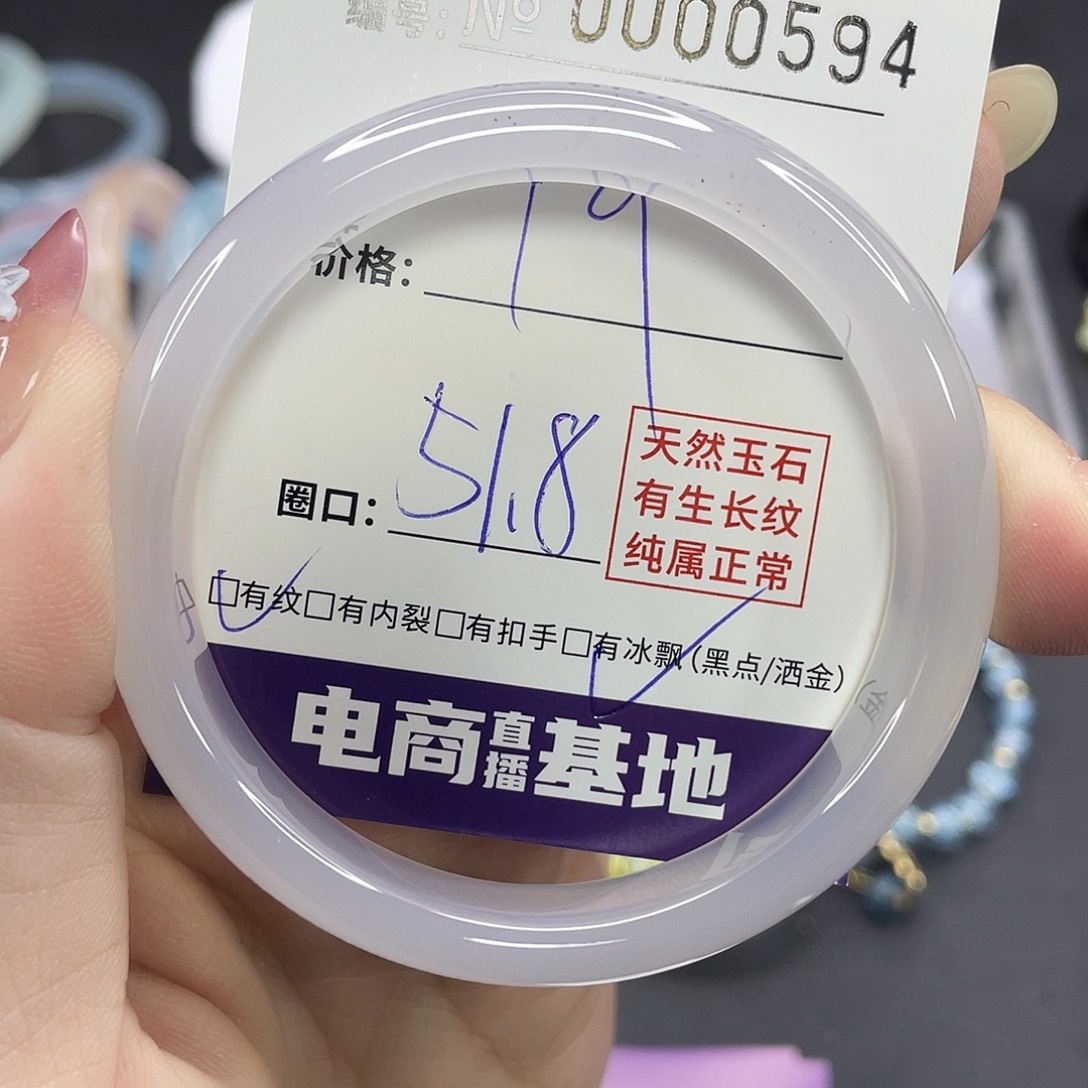 编号: Nº 0000594
价格: 19
圈口: 51.8
天然玉石
有生长纹
纯属正常
□有纹□有内裂□有扣手□有冰飘(黑点/洒金)
电商直播基地